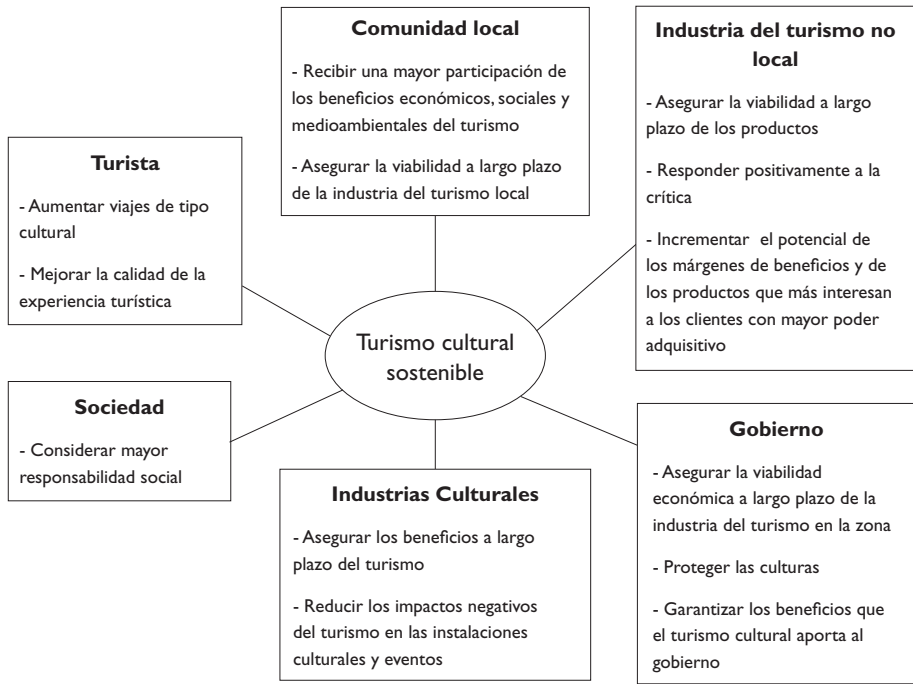 Comunidad local
- Recibir una mayor participación de
los beneficios económicos, sociales y
medioambientales del turismo
- Asegurar la viabilidad a largo plazo
de la industria del turismo local
Industria del turismo no
local
- Asegurar la viabilidad a largo
plazo de los productos
- Responder positivamente a la
crítica
- Incrementar el potencial de
los márgenes de beneficios y de
los productos que más interesan
a los clientes con mayor poder
adquisitivo
Turista
- Aumentar viajes de tipo
cultural
- Mejorar la calidad de la
experiencia turística
Turismo cultural
sostenible
Sociedad
- Considerar mayor
responsabilidad social
Industrias Culturales
- Asegurar los beneficios a largo
plazo del turismo
- Reducir los impactos negativos
del turismo en las instalaciones
culturales y eventos
Gobierno
- Asegurar la viabilidad
económica a largo plazo de la
industria del turismo en la zona
- Proteger las culturas
- Garantizar los beneficios que
el turismo cultural aporta al
gobierno